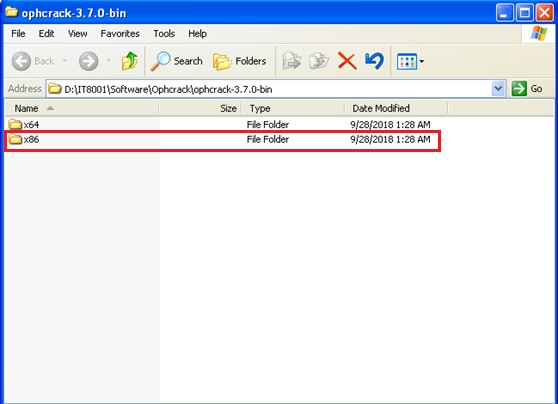 ophcrack-3.7.0-bin
File Edit View Favorites Tools Help
Back Search Folders
Address D:\IT8001\Software\Ophcrack\ophcrack-3.7.0-bin Go
Name Size Type Date Modified
x64 File Folder 9/28/2018 1:28 AM
x86 File Folder 9/28/2018 1:28 AM